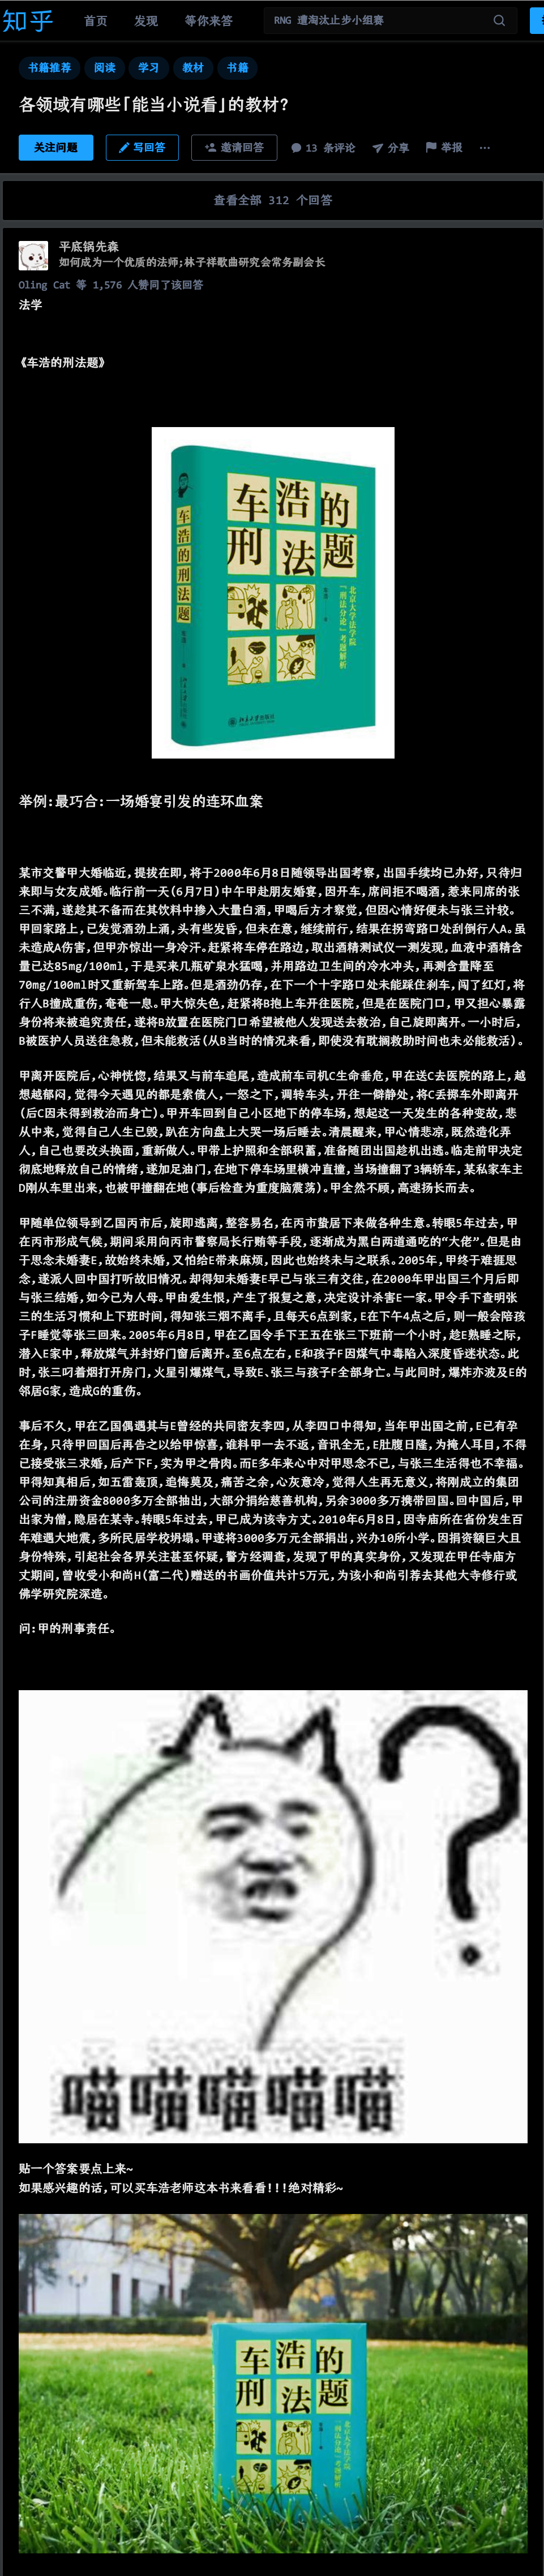 知乎 首页 发现 等你来答 RNG 遭淘汰止步小组赛
书籍推荐 阅读 学习 教材 书籍
各领域有哪些「能当小说看」的教材?
关注问题 写回答 邀请回答 13 条评论 分享 举报 ···
查看全部 312 个回答
平底锅先森
如何成为一个优质的法师;林子祥歌曲研究会常务副会长
Oling Cat 等 1,576 人赞同了该回答
法学
《车浩的刑法题》
车浩的
刑法题
车浩的刑法题
北京大学法学院
「刑法分论」考题解析
车浩 著
北京大学出版社
举例:最巧合:一场婚宴引发的连环血案
某市交警甲大婚临近,提拔在即,将于2000年6月8日随领导出国考察,出国手续均已办好,只待归
来即与女友成婚。临行前一天(6月7日)中午甲赴朋友婚宴,因开车,席间拒不喝酒,惹来同席的张
三不满,遂趁其不备而在其饮料中掺入大量白酒,甲喝后方才察觉,但因心情好便未与张三计较。
甲回家路上,已发觉酒劲上涌,头有些发昏,但未在意,继续前行,结果在拐弯路口处刮倒行人A。虽
未造成A伤害,但甲亦惊出一身冷汗。赶紧将车停在路边,取出酒精测试仪一测发现,血液中酒精含
量已达85mg/100ml,于是买来几瓶矿泉水猛喝,并用路边卫生间的冷水冲头,再测含量降至
70mg/100ml时又重新驾车上路。但是酒劲仍存,在下一个十字路口处未能踩住刹车,闯了红灯,将
行人B撞成重伤,奄奄一息。甲大惊失色,赶紧将B抱上车开往医院,但是在医院门口,甲又担心暴露
身份将来被追究责任,遂将B放置在医院门口希望被他人发现送去救治,自己旋即离开。一小时后,
B被医护人员送往急救,但未能救活(从B当时的情况来看,即使没有耽搁救助时间也未必能救活)。
甲离开医院后,心神恍惚,结果又与前车追尾,造成前车司机C生命垂危,甲在送C去医院的路上,越
想越郁闷,觉得今天遇见的都是索债人,一怒之下,调转车头,开往一僻静处,将C丢掷车外即离开
(后C因未得到救治而身亡)。甲开车回到自己小区地下的停车场,想起这一天发生的各种变故,悲
从中来,觉得自己人生已毁,趴在方向盘上大哭一场后睡去。清晨醒来,甲心情悲凉,既然造化弄
人,自己也要改头换面,重新做人。甲带上护照和全部积蓄,准备随团出国趁机出逃。临走前甲决定
彻底地释放自己的情绪,遂加足油门,在地下停车场里横冲直撞,当场撞翻了3辆轿车,某私家车主
D刚从车里出来,也被甲撞翻在地(事后检查为重度脑震荡)。甲全然不顾,高速扬长而去。
甲随单位领导到乙国丙市后,旋即逃离,整容易名,在丙市蛰居下来做各种生意。转眼5年过去,甲
在丙市形成气候,期间采用向丙市警察局长行贿等手段,逐渐成为黑白两道通吃的“大佬”。但是由
于思念未婚妻E,故始终未婚,又怕给E带来麻烦,因此也始终未与之联系。2005年,甲终于难捱思
念,遂派人回中国打听故旧情况。却得知未婚妻E早已与张三有交往,在2000年甲出国三个月后即
与张三结婚,如今已为人母。甲由爱生恨,产生了报复之意,决定设计杀害E一家。甲令手下查明张
三的生活习惯和上下班时间,得知张三烟不离手,且每天6点到家,E在下午4点之后,则一般会陪孩
子F睡觉等张三回来。2005年6月8日,甲在乙国令手下王五在张三下班前一个小时,趁E熟睡之际,
潜入E家中,释放煤气并封好门窗后离开。至6点左右,E和孩子F因煤气中毒陷入深度昏迷状态。此
时,张三叼着烟打开房门,火星引爆煤气,导致E、张三与孩子F全部身亡。与此同时,爆炸亦波及E的
邻居G家,造成G的重伤。
事后不久,甲在乙国偶遇其与E曾经的共同密友李四,从李四口中得知,当年甲出国之前,E已有孕
在身,只待甲回国后再告之以给甲惊喜,谁料甲一去不返,音讯全无,E肚腹日隆,为掩人耳目,不得
已接受张三求婚,后产下F,实为甲之骨肉。而E多年来心中对甲思念不已,与张三生活得也不幸福。
甲得知真相后,如五雷轰顶,追悔莫及,痛苦之余,心灰意冷,觉得人生再无意义,将刚成立的集团
公司的注册资金8000多万全部抽出,大部分捐给慈善机构,另余3000多万携带回国。回中国后,甲
出家为僧,隐居在某寺。转眼5年过去,甲已成为该寺方丈。2010年6月8日,因寺庙所在省份发生百
年难遇大地震,多所民居学校坍塌。甲遂将3000多万元全部捐出,兴办10所小学。因捐资额巨大且
身份特殊,引起社会各界关注甚至怀疑,警方经调查,发现了甲的真实身份,又发现在甲任寺庙方
丈期间,曾收受小和尚H(富二代)赠送的书画价值共计5万元,为该小和尚引荐去其他大寺修行或
佛学研究院深造。
问:甲的刑事责任。
?
喵喵喵喵喵喵
贴一个答案要点上来~
如果感兴趣的话,可以买车浩老师这本书来看看!!!绝对精彩~
车浩的
刑法题
北京大学法学院
「刑法分论」考题解析